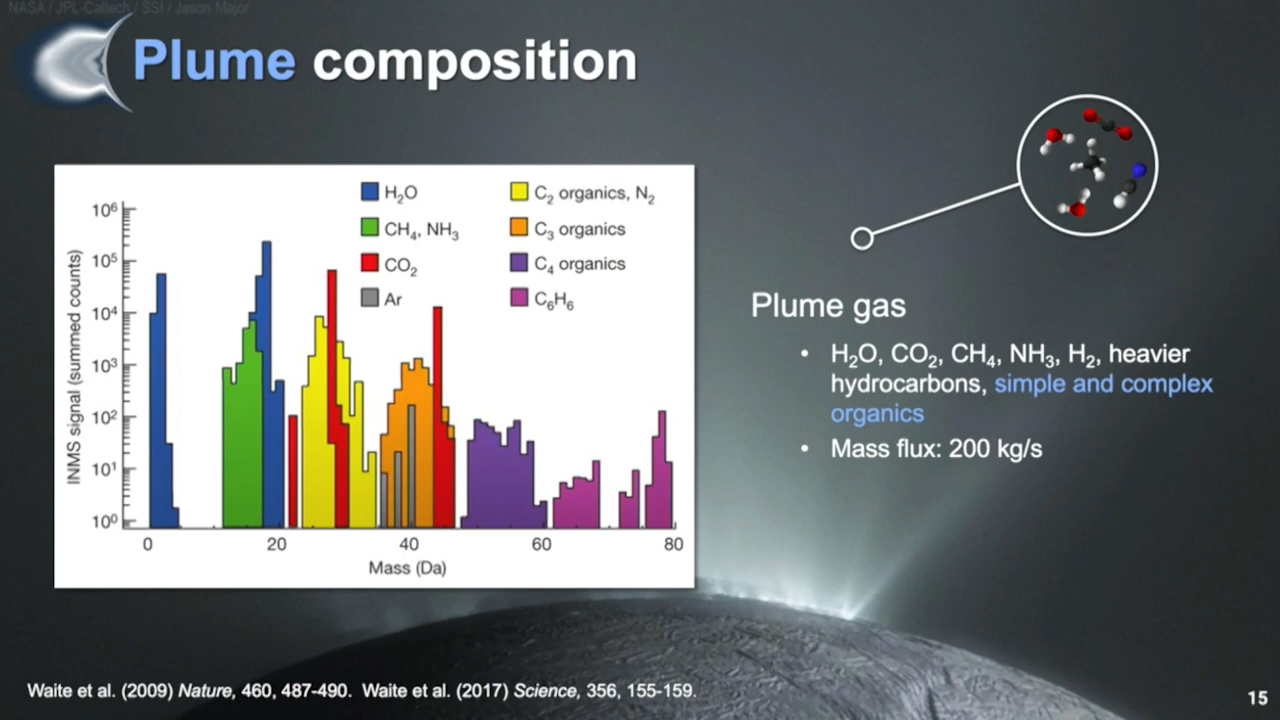 NASA / JPL-Caltech / SSI / Jason Major
Plume composition
INMS signal (summed counts)
10⁶
10⁵
10⁴
10³
10²
10¹
10⁰
H₂O
CH₄, NH₃
CO₂
Ar
C₂ organics, N₂
C₃ organics
C₄ organics
C₆H₆
0 20 40 60 80
Mass (Da)
Plume gas
• H₂O, CO₂, CH₄, NH₃, H₂, heavier
hydrocarbons, simple and complex
organics
• Mass flux: 200 kg/s
Waite et al. (2009) Nature, 460, 487-490. Waite et al. (2017) Science, 356, 155-159.
15